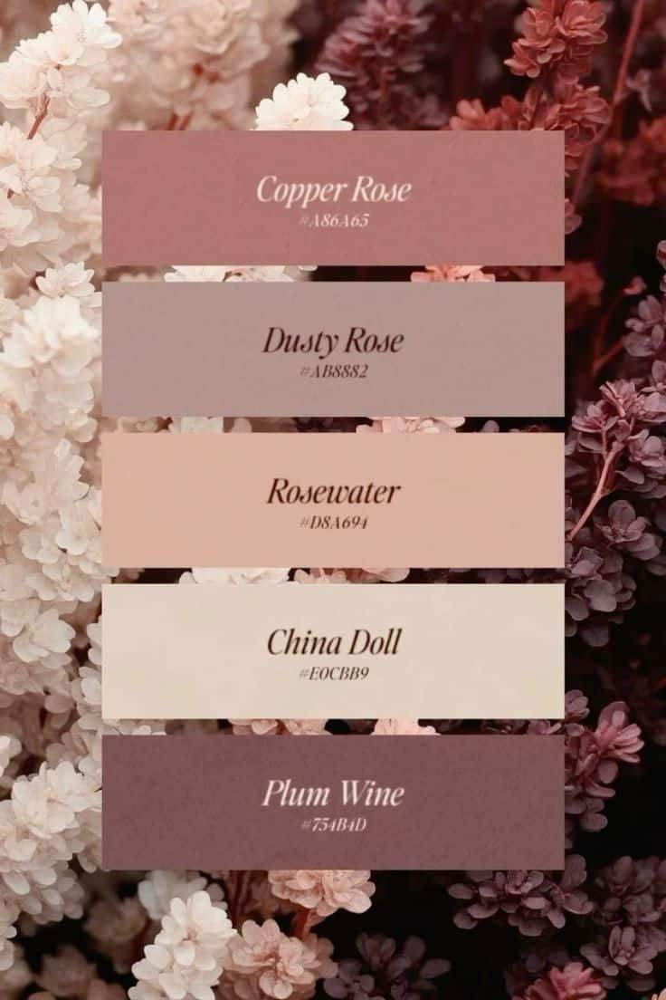 Copper Rose
#A86A65
Dusty Rose
#AB8882
Rosewater
#D8A694
China Doll
#E0CBB9
Plum Wine
#754B4D